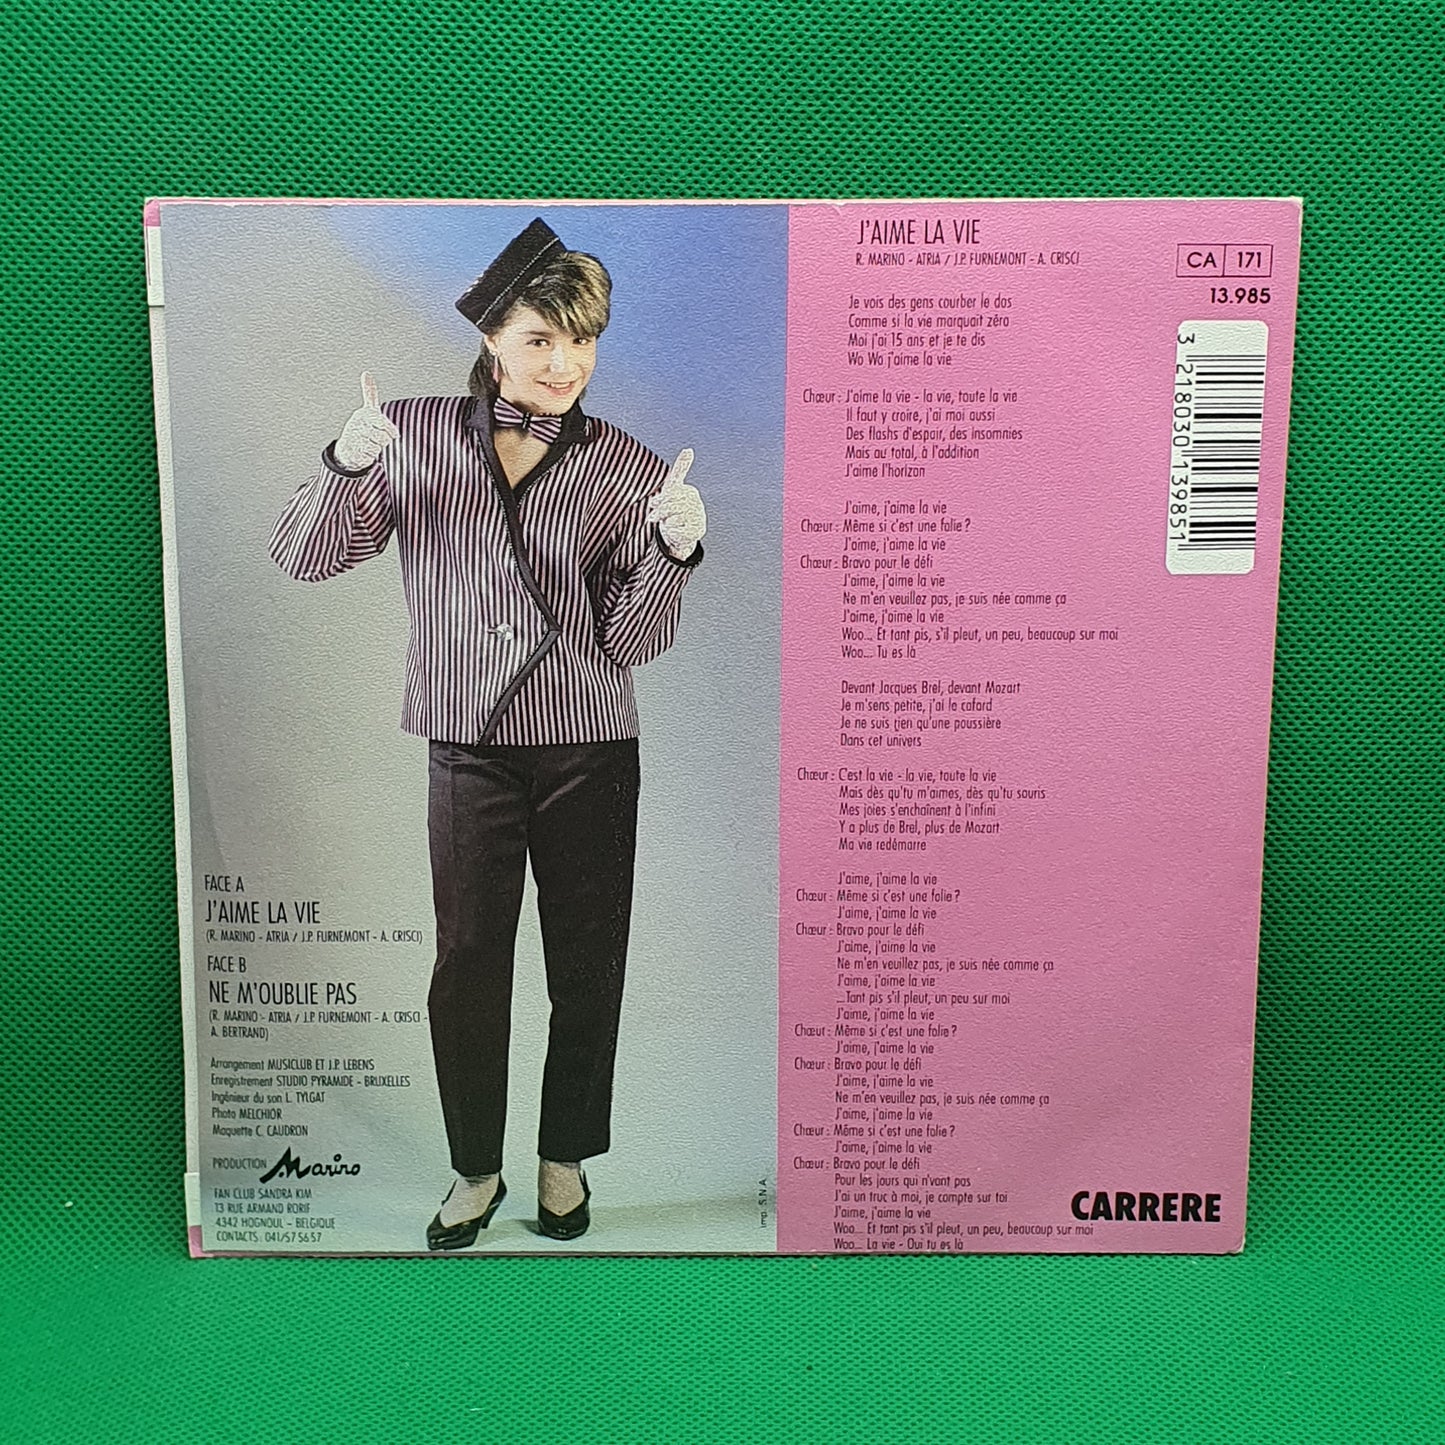 FACE A
J'AIME LA VIE
(R. MARINO - ATRIA / J.P. FURNEMONT - A. CRISCI)
FACE B
NE M'OUBLIE PAS
(R. MARINO - ATRIA / J.P. FURNEMONT - A. CRISCI -
A. BERTRAND)
Arrangement MUSICLUB ET J.P. LEBENS
Enregistrement STUDIO PYRAMIDE - BRUXELLES
Ingénieur du son L. TYLGAT
Photo MELCHIOR
Maquette C. CAUDRON
PRODUCTION Marino
FAN CLUB SANDRA KIM
13 RUE ARMAND RORIF
4342 HOGNOUL - BELGIQUE
CONTACTS. 041/57 56 57
Imp. S.N.A.
J'AIME LA VIE
R. MARINO - ATRIA / J.P. FURNEMONT - A. CRISCI
Je vois des gens courber le dos
Comme si la vie marquait zéro
Moi j'ai 15 ans et je te dis
Wo Wo j'aime la vie
Chœur : J'aime la vie - la vie, toute la vie
Il faut y croire, j'ai moi aussi
Des flashs d'espoir, des insomnies
Mais au total, à l'addition
J'aime l'horizon
J'aime, j'aime la vie
Chœur : Même si c'est une folie ?
J'aime, j'aime la vie
Chœur : Bravo pour le défi
J'aime, j'aime la vie
Ne m'en veuillez pas, je suis née comme ça
J'aime, j'aime la vie
Woo... Et tant pis, s'il pleut, un peu, beaucoup sur moi
Woo... Tu es là
Devant Jacques Brel, devant Mozart
Je m'sens petite, j'ai le cafard
Je ne suis rien qu'une poussière
Dans cet univers
Chœur : C'est la vie - la vie, toute la vie
Mais dès qu'tu m'aimes, dès qu'tu souris
Mes joies s'enchaînent à l'infini
Y a plus de Brel, plus de Mozart
Ma vie redémarre
J'aime, j'aime la vie
Chœur : Même si c'est une folie ?
J'aime, j'aime la vie
Chœur : Bravo pour le défi
J'aime, j'aime la vie
Ne m'en veuillez pas, je suis née comme ça
J'aime, j'aime la vie
...Tant pis s'il pleut, un peu sur moi
J'aime, j'aime la vie
Chœur : Même si c'est une folie ?
J'aime, j'aime la vie
Chœur : Bravo pour le défi
J'aime, j'aime la vie
Ne m'en veuillez pas, je suis née comme ça
J'aime, j'aime la vie
Chœur : Même si c'est une folie ?
J'aime, j'aime la vie
Chœur : Bravo pour le défi
Pour les jours qui n'vont pas
J'ai un truc à moi, je compte sur toi
J'aime, j'aime la vie
Woo... Et tant pis s'il pleut, un peu, beaucoup sur moi
Woo... La vie - Oui tu es là
CA 171
13.985
3 218030 139851
CARRERE